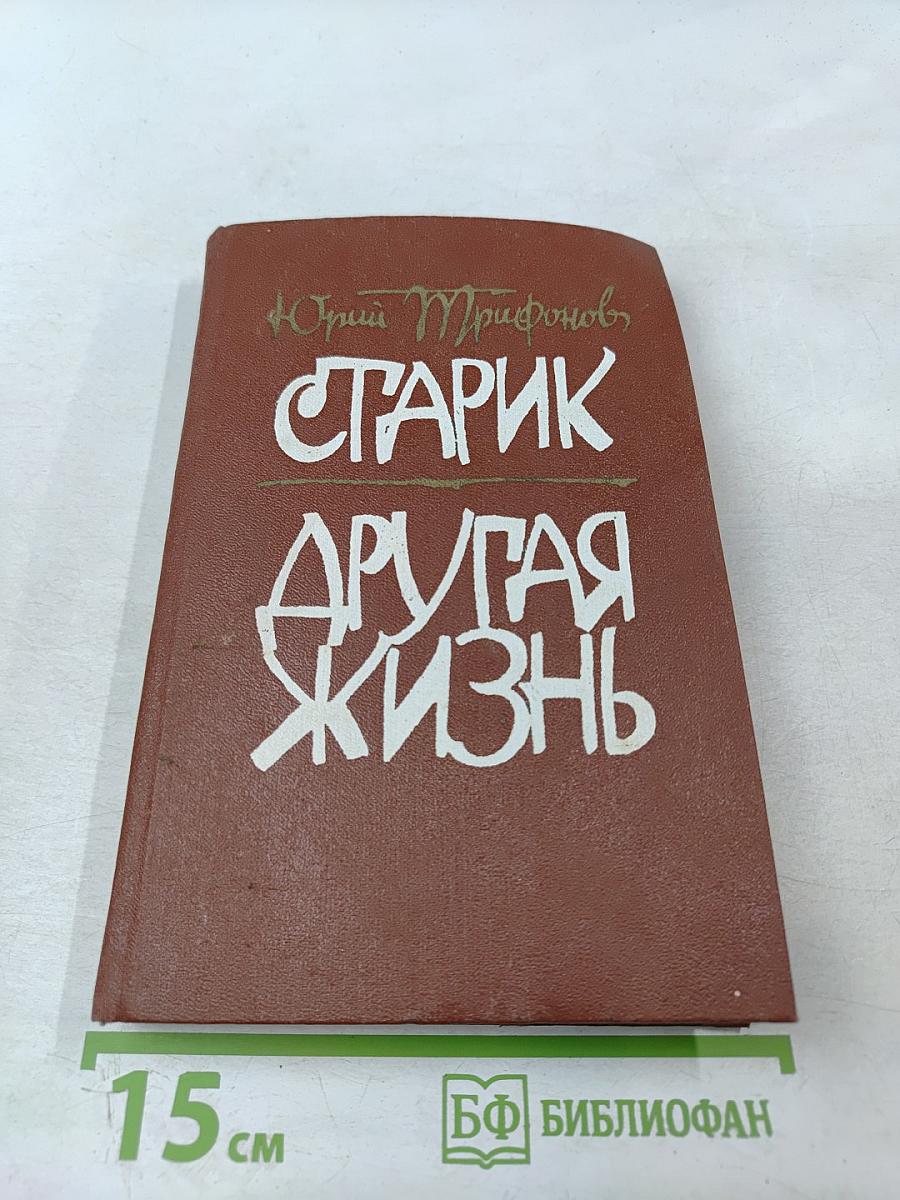 Юрий Трифонов
СТАРИК
ДРУГАЯ
ЖИЗНЬ
15 см
БФ БИБЛИОФАН